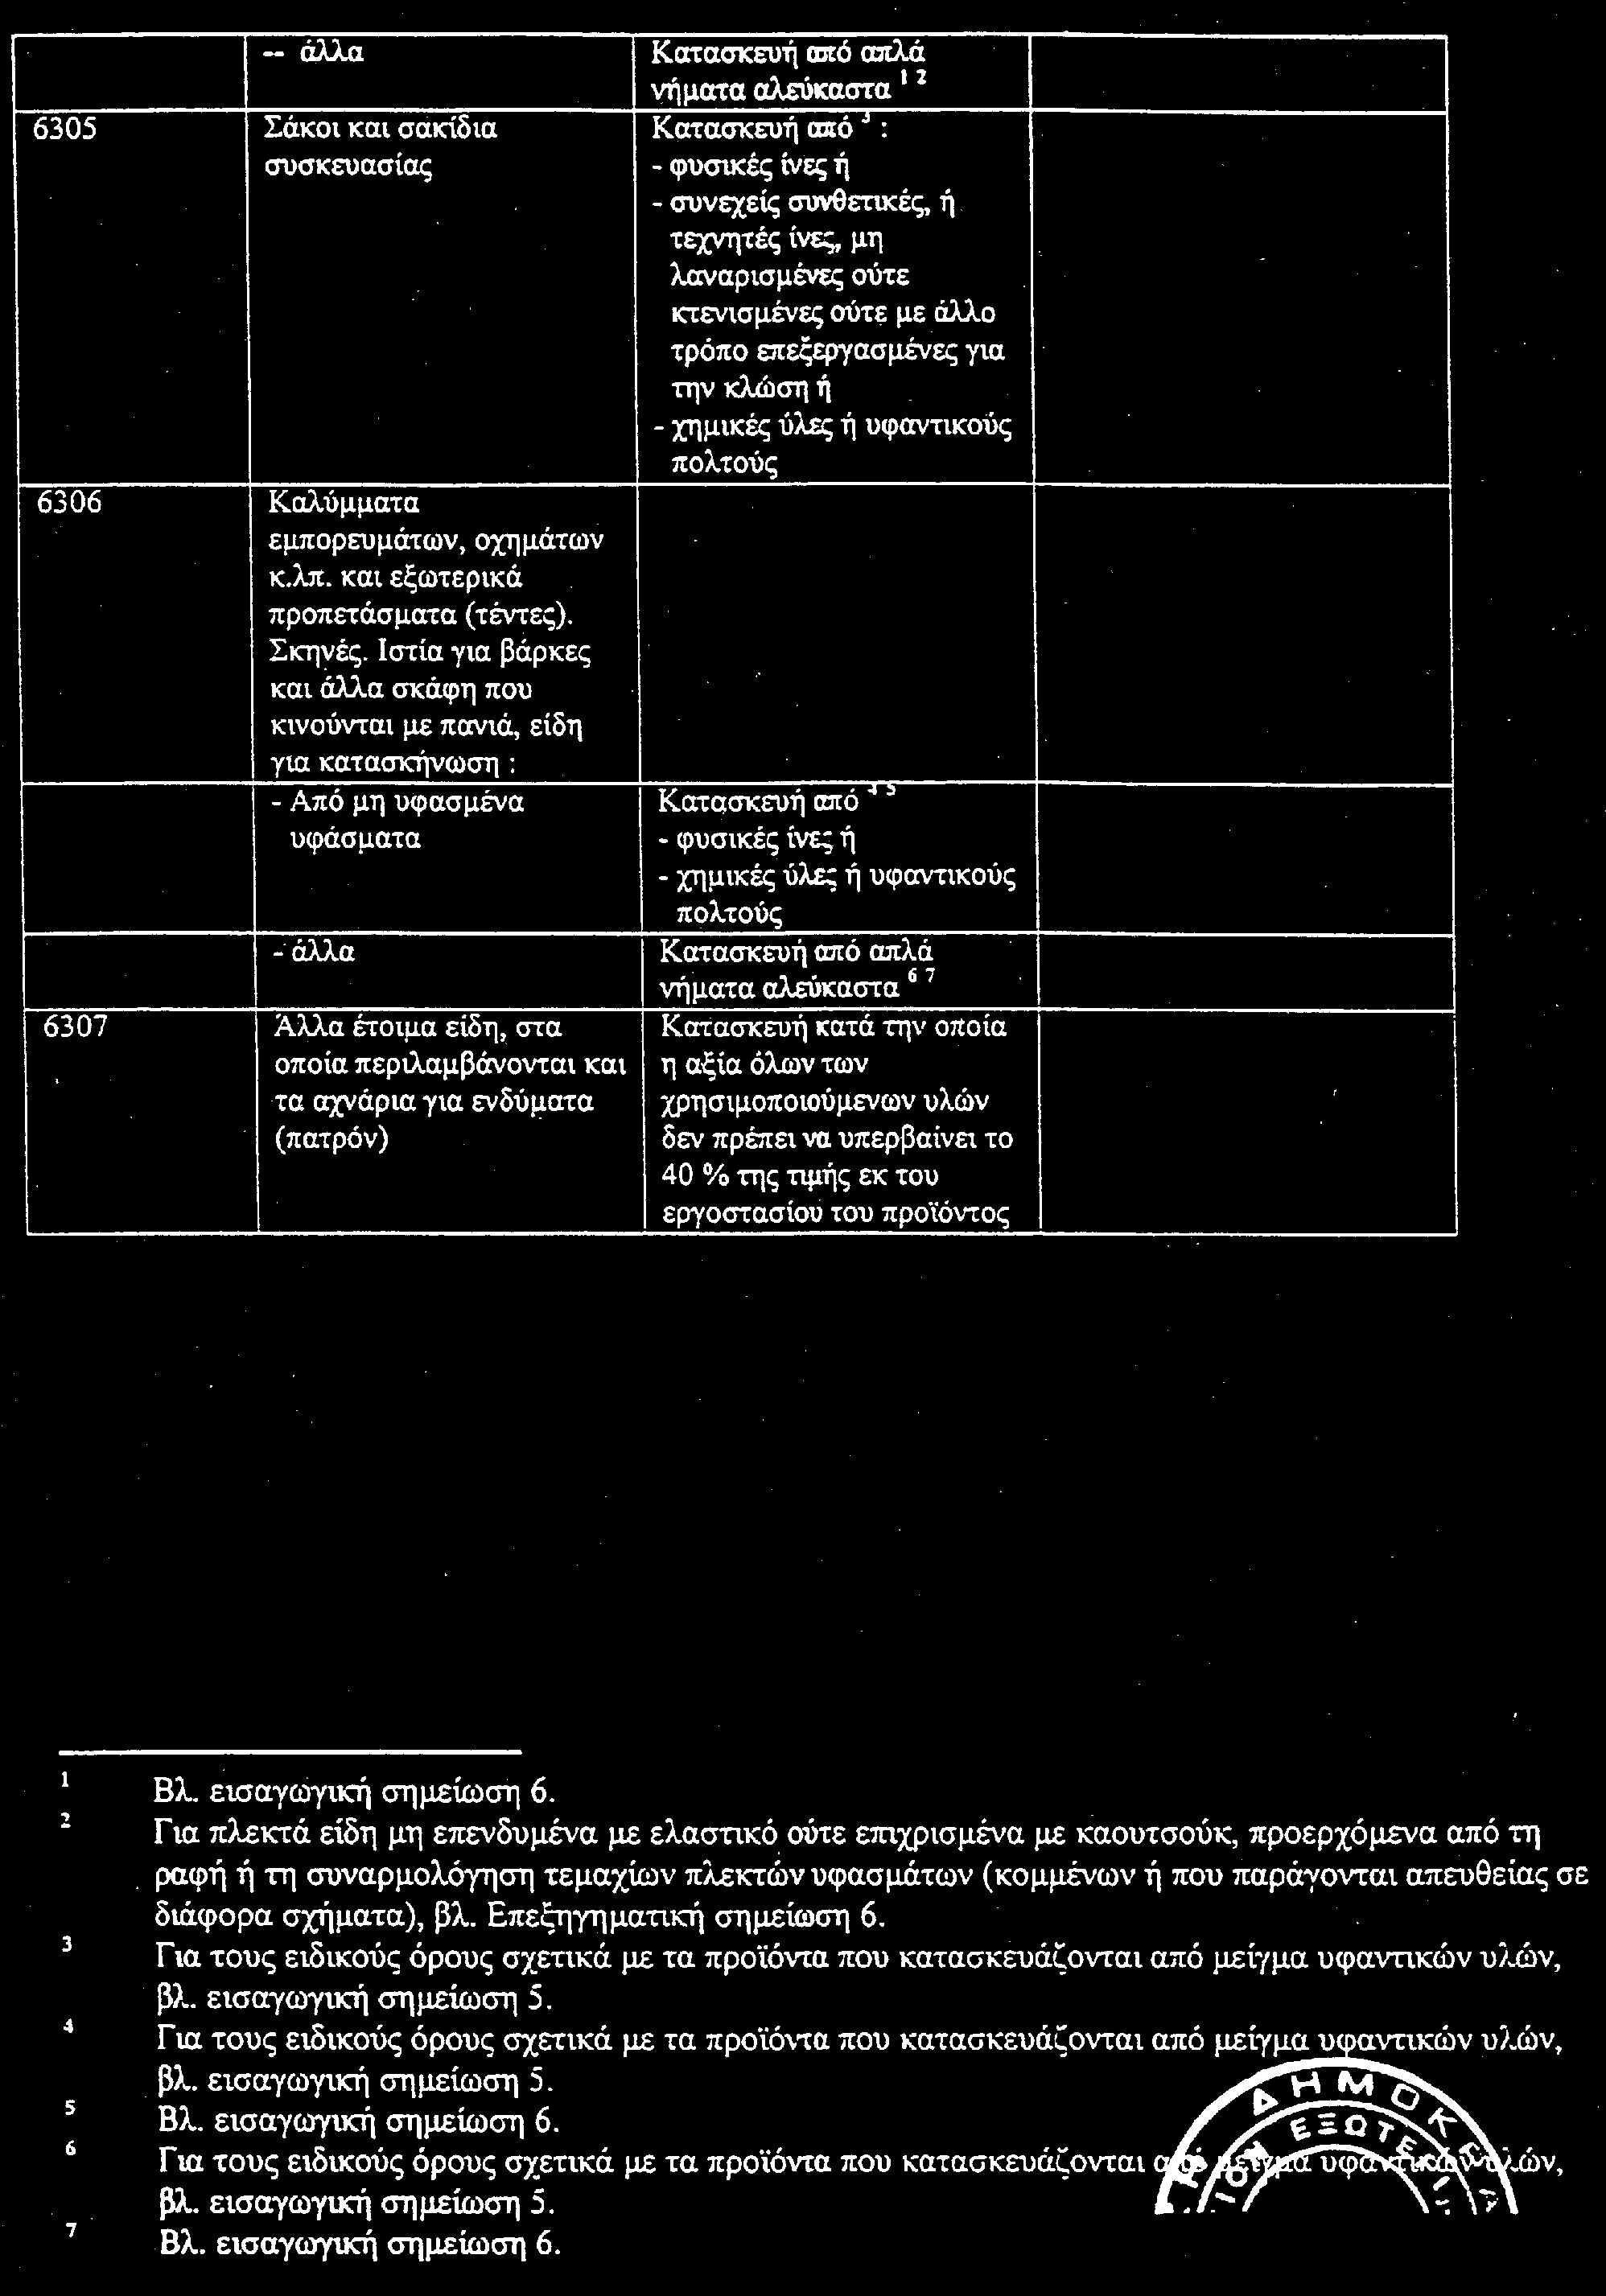 -- άλλα
Κατασκευή από απλά
νήματα αλεύκαστα 1 2
6305
Σάκοι και σακίδια
συσκευασίας
Κατασκευή από 3 :
- φυσικές ίνες ή
- συνεχείς συνθετικές, ή
τεχνητές ίνες, μη
λαναρισμένες ούτε
κτενισμένες ούτε με άλλο
τρόπο επεξεργασμένες για
την κλώση ή
- χημικές ύλες ή υφαντικούς
πολτούς
6306
Καλύμματα
εμπορευμάτων, οχημάτων
κ.λπ. και εξωτερικά
προπετάσματα (τέντες).
Σκηνές. Ιστία για βάρκες
και άλλα σκάφη που
κινούνται με πανιά, είδη
για κατασκήνωση :
- Από μη υφασμένα
υφάσματα
Κατασκευή από 4 5
- φυσικές ίνες ή
- χημικές ύλες ή υφαντικούς
πολτούς
- άλλα
Κατασκευή από απλά
νήματα αλεύκαστα 6 7
6307
Άλλα έτοιμα είδη, στα
οποία περιλαμβάνονται και
τα αχνάρια για ενδύματα
(πατρόν)
Κατασκευή κατά την οποία
η αξία όλων των
χρησιμοποιούμενων υλών
δεν πρέπει να υπερβαίνει το
40 % της τιμής εκ του
εργοστασίου του προϊόντος
1 Βλ. εισαγωγική σημείωση 6.
2 Για πλεκτά είδη μη επενδυμένα με ελαστικό ούτε επιχρισμένα με καουτσούκ, προερχόμενα από τη
ραφή ή τη συναρμολόγηση τεμαχίων πλεκτών υφασμάτων (κομμένων ή που παράγονται απευθείας σε
διάφορα σχήματα), βλ. Επεξηγηματική σημείωση 6.
3 Για τους ειδικούς όρους σχετικά με τα προϊόντα που κατασκευάζονται από μείγμα υφαντικών υλών,
βλ. εισαγωγική σημείωση 5.
4 Για τους ειδικούς όρους σχετικά με τα προϊόντα που κατασκευάζονται από μείγμα υφαντικών υλών,
βλ. εισαγωγική σημείωση 5.
5 Βλ. εισαγωγική σημείωση 6.
6 Για τους ειδικούς όρους σχετικά με τα προϊόντα που κατασκευάζονται από μείγμα υφαντικών υλών,
βλ. εισαγωγική σημείωση 5.
7 Βλ. εισαγωγική σημείωση 6.